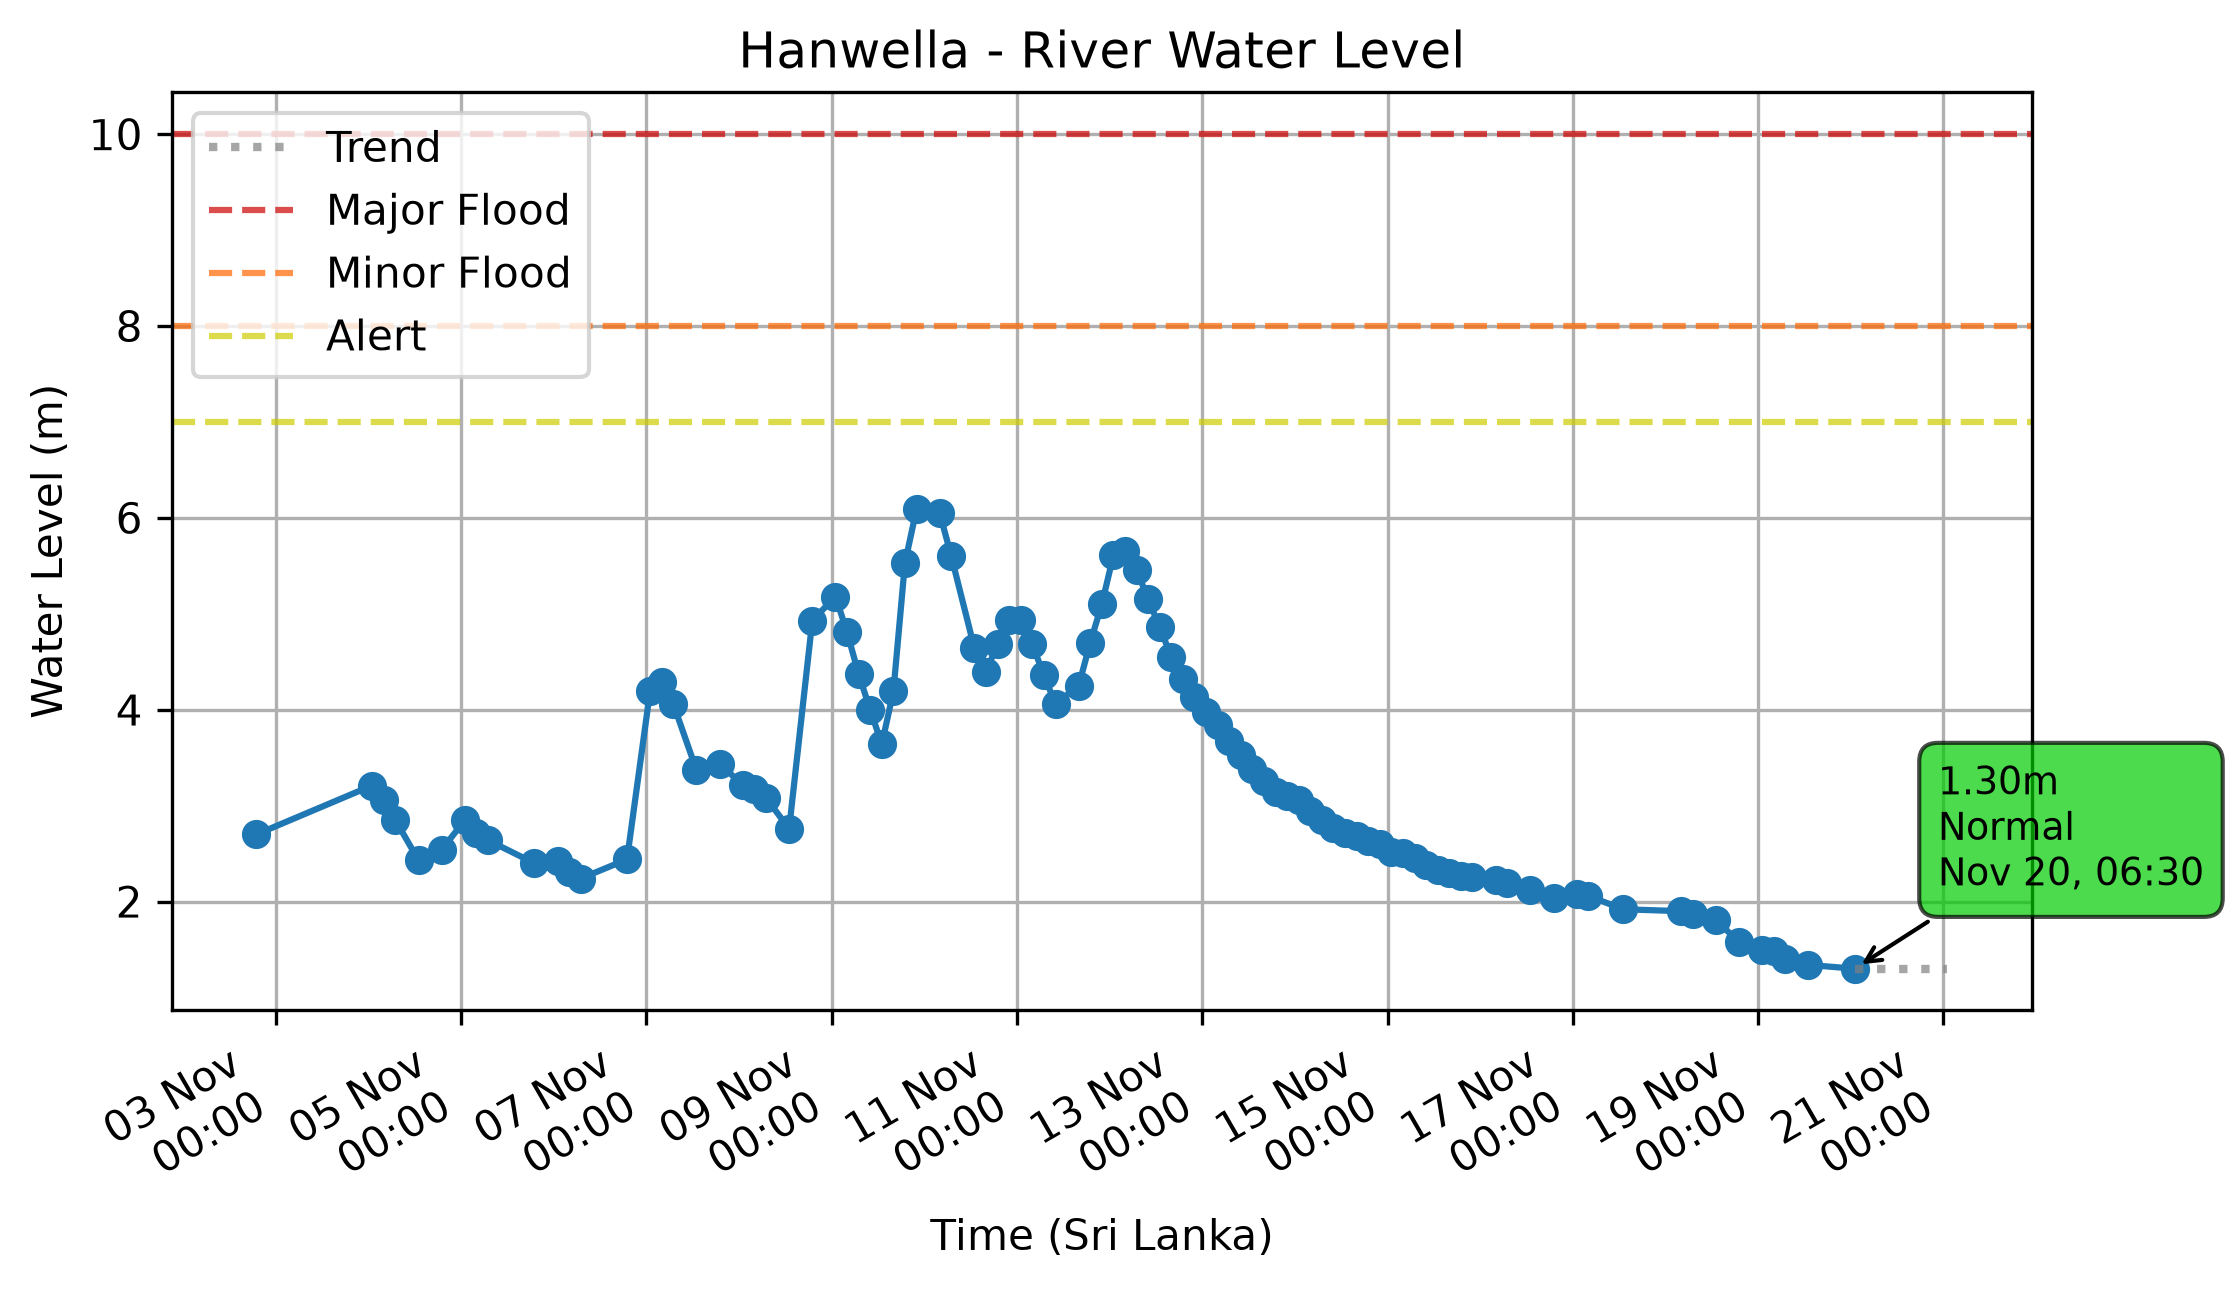 Hanwella - River Water Level
Trend
Major Flood
Minor Flood
Alert
Water Level (m)
10
8
6
4
2
1.30m
Normal
Nov 20, 06:30
03 Nov
00:00
05 Nov
00:00
07 Nov
00:00
09 Nov
00:00
11 Nov
00:00
13 Nov
00:00
15 Nov
00:00
17 Nov
00:00
19 Nov
00:00
21 Nov
00:00
Time (Sri Lanka)